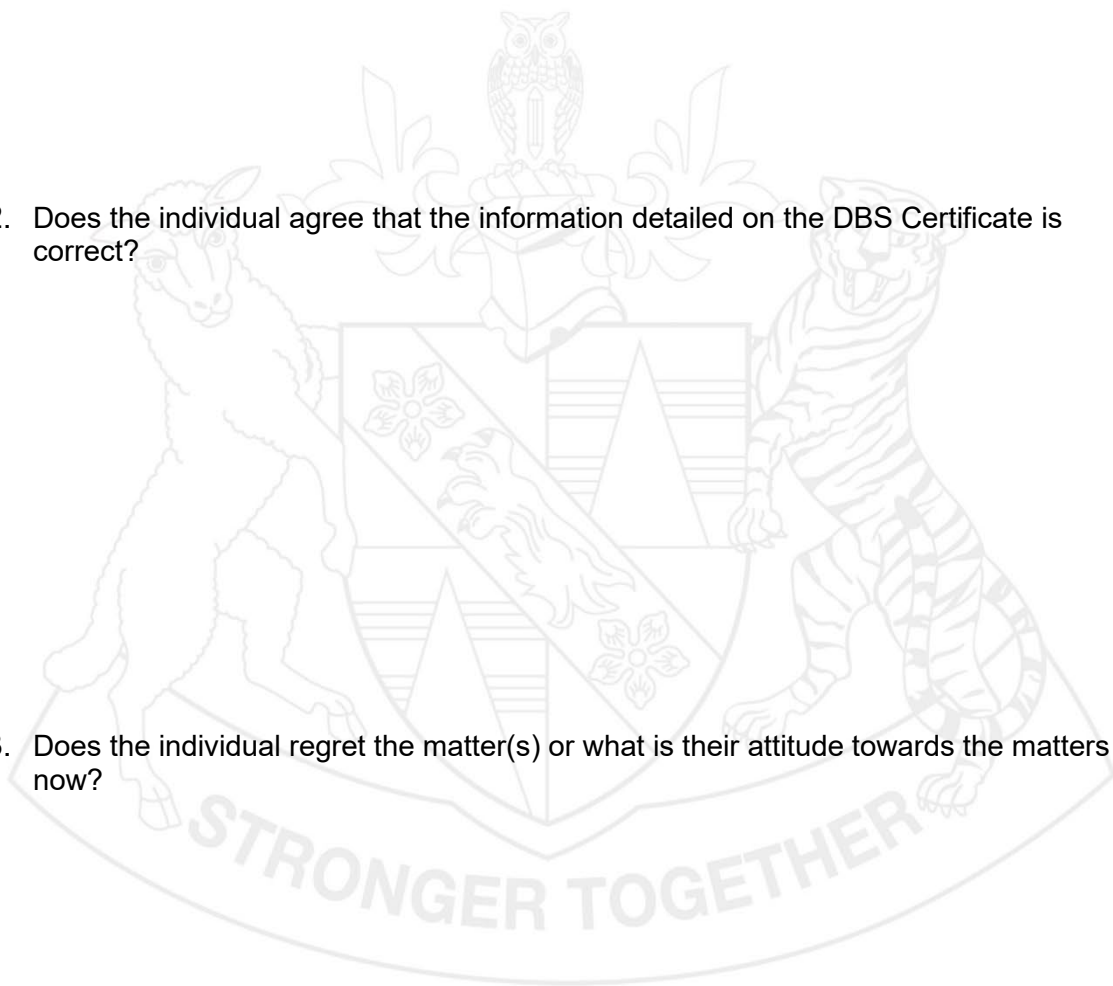 2. Does the individual agree that the information detailed on the DBS Certificate is
correct?
3. Does the individual regret the matter(s) or what is their attitude towards the matters
now?
STRONGER TOGETHER